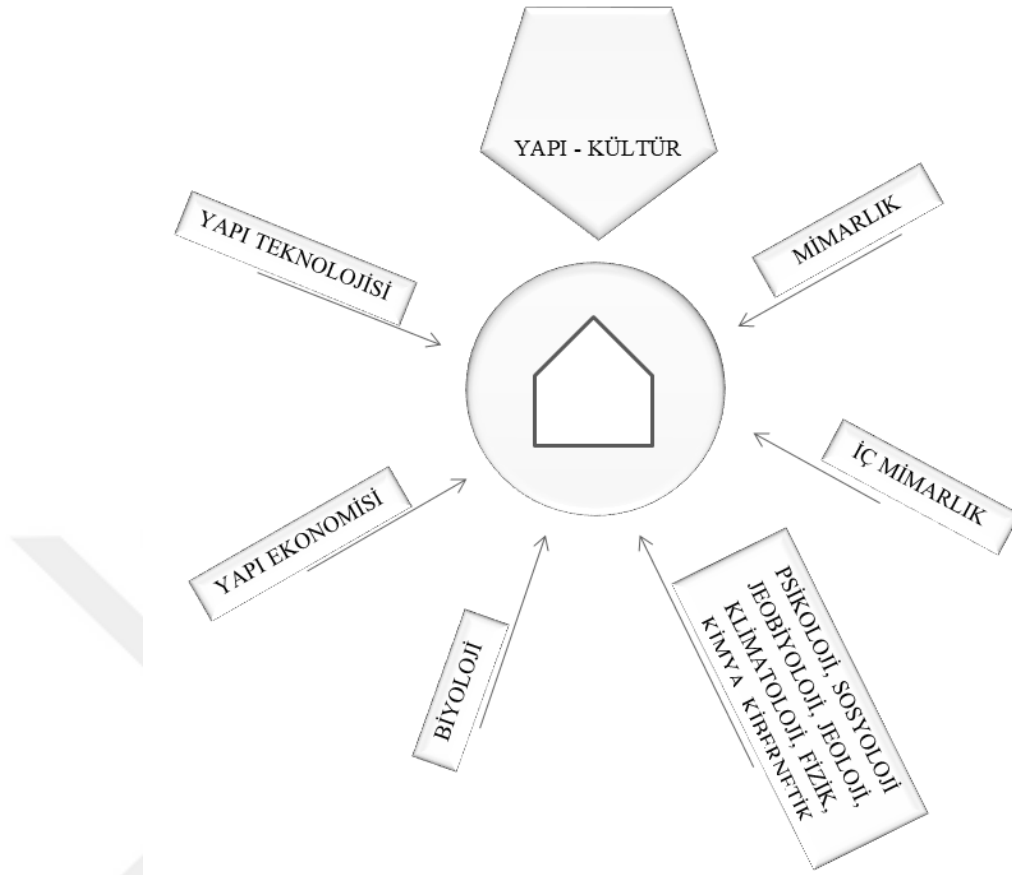 YAPI - KÜLTÜR
YAPI TEKNOLOJİSİ
MİMARLIK
İÇ MİMARLIK
YAPI EKONOMİSİ
BİYOLOJİ
PSİKOLOJİ, SOSYOLOJİ
JEOBİYOLOJİ, JEOLOJİ,
KLİMATOLOJİ, FİZİK,
KİMYA KİBERNETİK